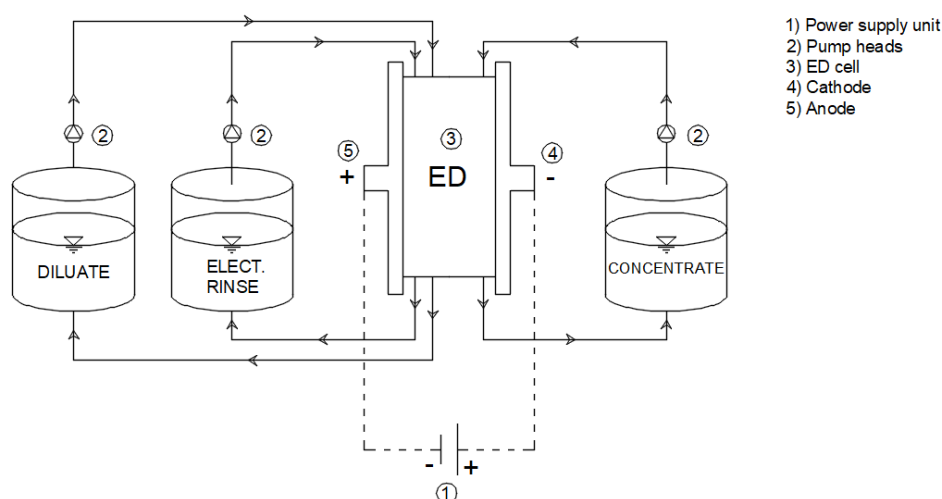 1) Power supply unit
2) Pump heads
3) ED cell
4) Cathode
5) Anode
2
2
2
3
5
4
+
ED
-
DILUATE
ELECT.
RINSE
CONCENTRATE
- +
1